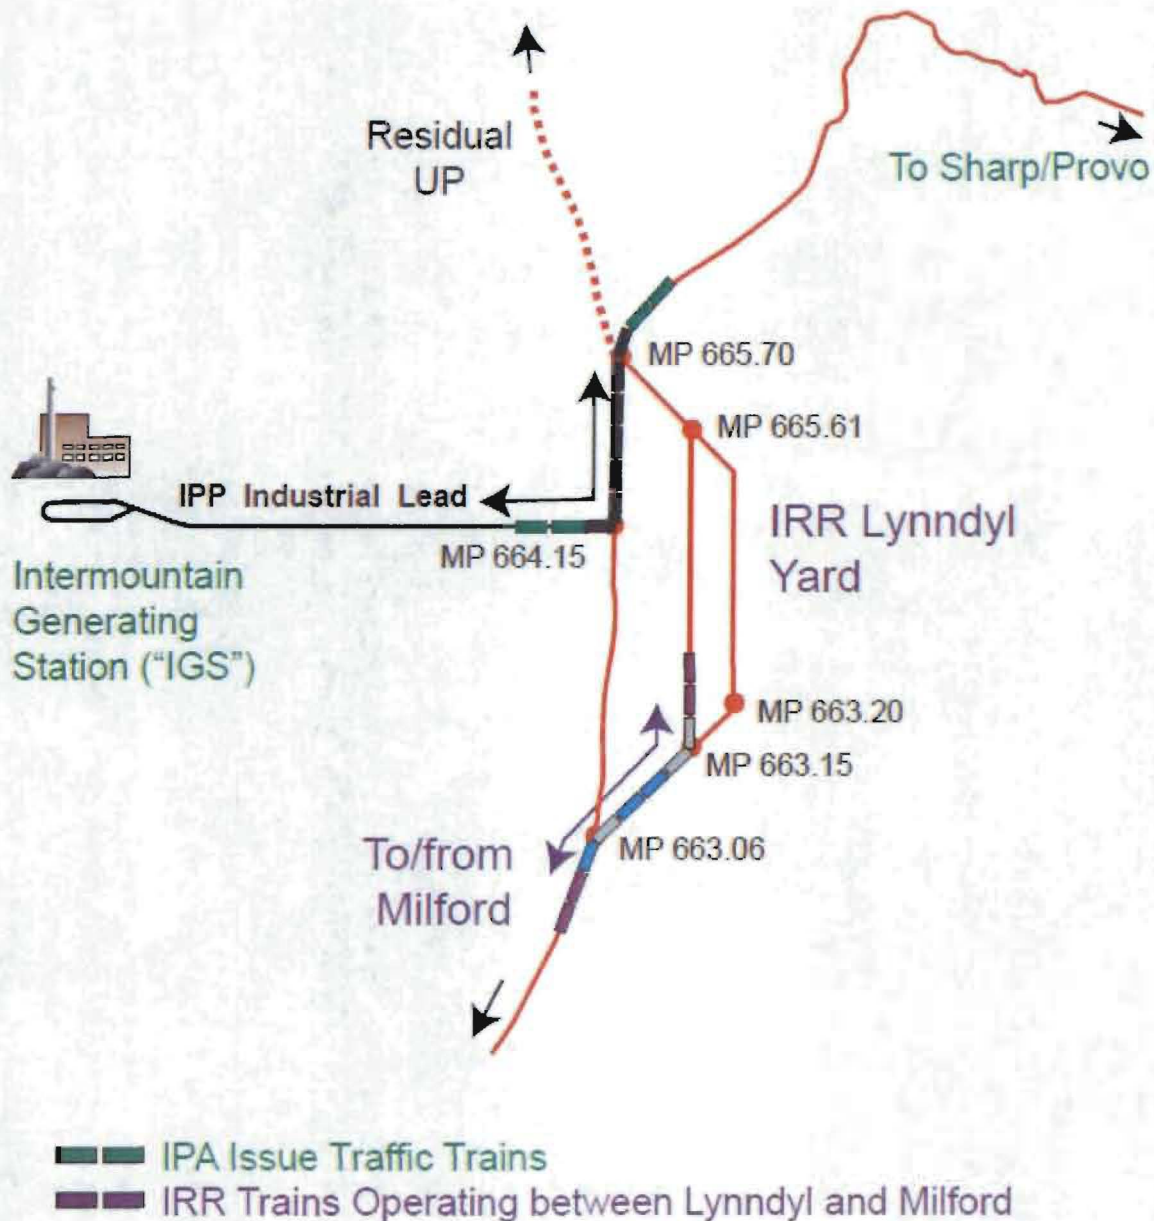 Residual
UP
To Sharp/Provo
MP 665.70
MP 665.61
IPP Industrial Lead
MP 664.15
IRR Lynndyl
Yard
Intermountain
Generating
Station (“IGS”)
MP 663.20
MP 663.15
MP 663.06
To/from
Milford
IPA Issue Traffic Trains
IRR Trains Operating between Lynndyl and Milford